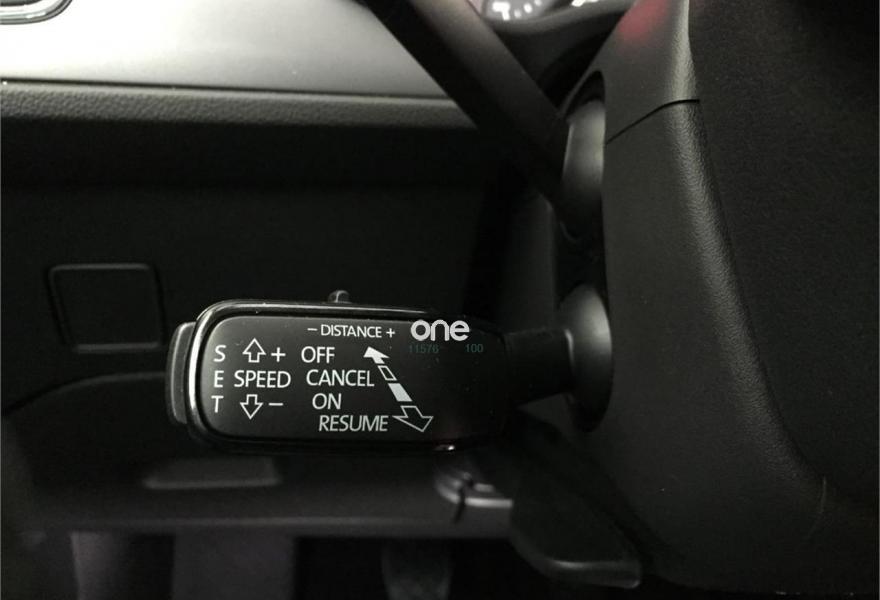 − DISTANCE +
one
11576 100
S + OFF
E SPEED CANCEL
T − ON
RESUME